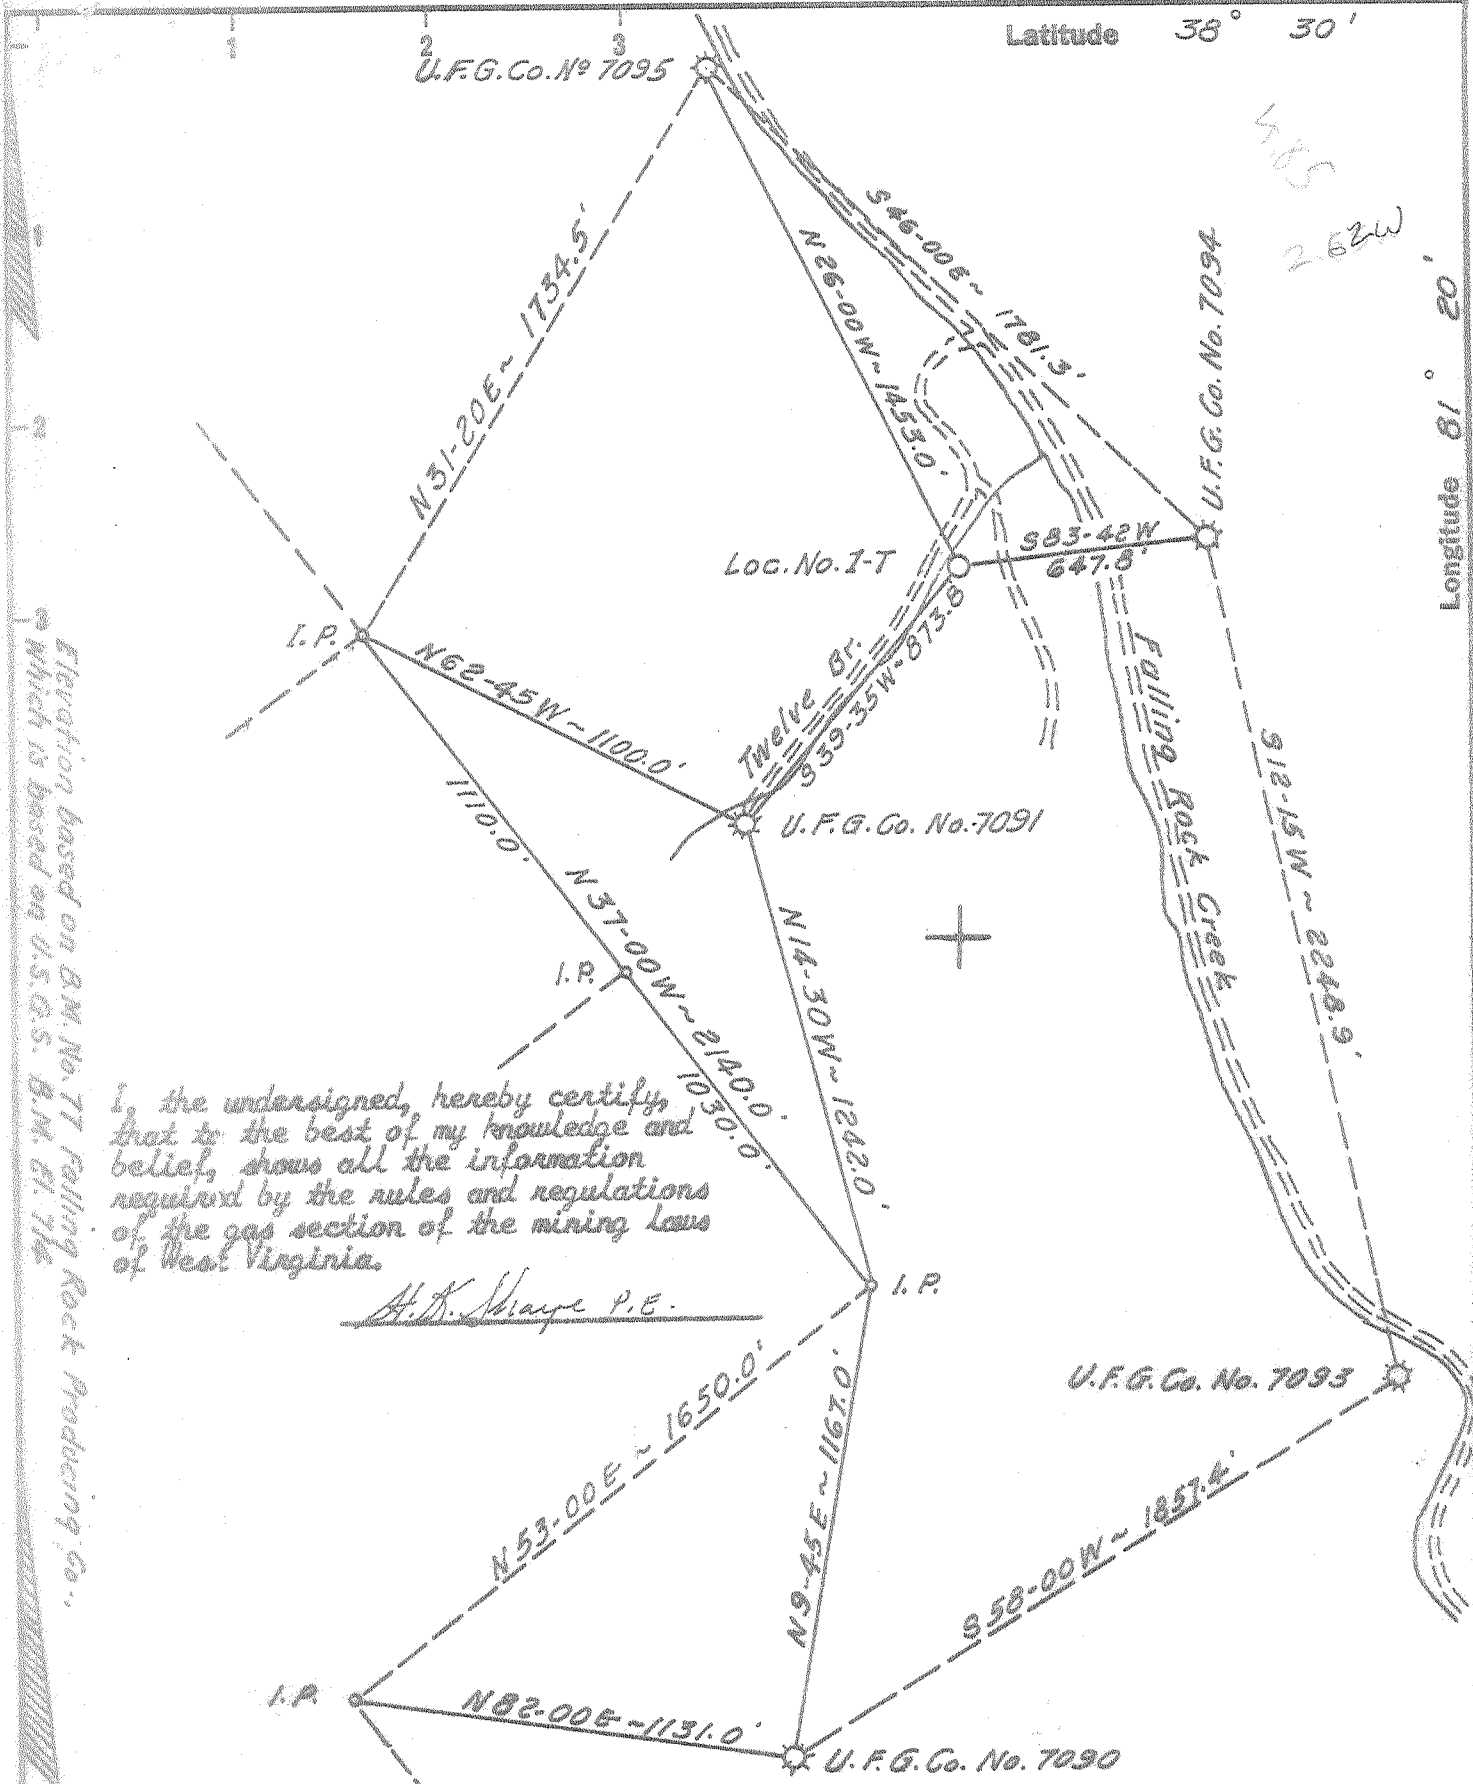 1
2
3
Latitude 38° 30'
U.F.G.Co.Nº 7095
4.85
2.62W
S46-00E ~ 1781.3'
N26-00W ~ 1453.0'
N31-20E ~ 1734.5'
U.F.G.Co.No.7094
Longitude 81° 20'
1
2
3
S83-42W
647.8'
Loc.No.1-T
I.P.
N62-45W ~ 1100.0'
Twelve Br.
S39-35W ~ 873.8'
Falling Rock Creek
S12-15W ~ 2248.9'
1710.0'
U.F.G.Co. No.-7091
N37-00W ~ 2140.0'
I.P.
N14-30W ~ 1242.0'
1030.0'
Elevation based on B.M. No. 77 Falling Rock Producing Co..
which is based on U.S.G.S. B.M. El.
I, the undersigned, hereby certify,
that to the best of my knowledge and
belief, shows all the information
required by the rules and regulations
of the gas section of the mining laws
of West Virginia.
H.K. Sharpe P.E.
I.P.
U.F.G.Co. No. 7093
N53-00E ~ 1650.0'
N9-45E ~ 1167.0'
S58-00W ~ 1857.4'
I.P.
N82-00E ~ 1131.0'
U.F.G.Co. No. 7090